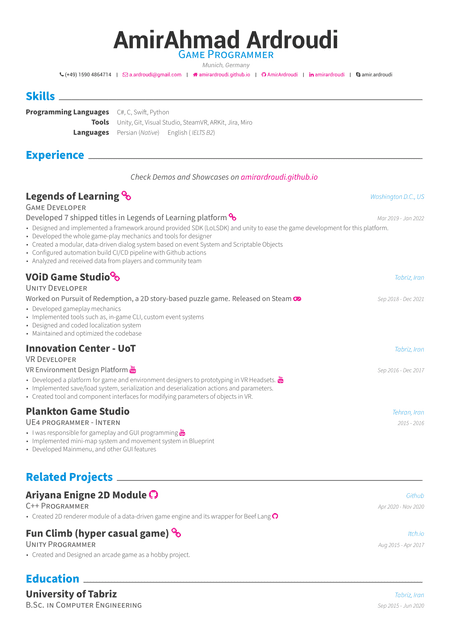 AmirAhmad Ardroudi
Game Programmer
Munich, Germany
(+49) 1590 4864714 | a.ardroudi@gmail.com | amirardroudi.github.io | AmirArdroudi | amirardroudi | amir.ardroudi
Skills
Programming Languages C#, C, Swift, Python
Tools Unity, Git, Visual Studio, SteamVR, ARKit, Jira, Miro
Languages Persian (Native) English ( IELTS B2)
Experience
Check Demos and Showcases on amirardroudi.github.io
Legends of Learning Washington D.C., US
Game Developer
Developed 7 shipped titles in Legends of Learning platform Mar 2019 - Jan 2022
• Designed and implemented a framework around provided SDK (LoLSDK) and unity to ease the game development for this platform.
• Developed the whole game-play mechanics and tools for designer
• Created a modular, data-driven dialog system based on event System and Scriptable Objects
• Configured automation build CI/CD pipeline with Github actions
• Analyzed and received data from players and community team
VOiD Game Studio Tabriz, Iran
Unity Developer
Worked on Pursuit of Redemption, a 2D story-based puzzle game. Released on Steam Sep 2014 - Dec 2021
• Developed gameplay mechanics
• Implemented tools such as, in-game CLI, custom event systems
• Designed and coded localization system
• Maintained and optimized the codebase
Innovation Center - UoT Tabriz, Iran
VR Developer
VR Environment Design Platform Sep 2016 - Dec 2017
• Developed a platform for game and environment designers to prototyping in VR Headsets.
• Implemented save/load system, serialization and deserialization actions and parameters.
• Created tool and component interfaces for modifying parameters of objects in VR.
Plankton Game Studio Tehran, Iran
UE4 programmer - Intern 2015 - 2016
• I was responsible for gameplay and GUI programming
• Implemented mini-map system and movement system in Blueprint
• Developed Mainmenu, and other GUI features
Related Projects
Ariyana Enigne 2D Module Github
C++ Programmer Apr 2020 - Nov 2020
• Created 2D renderer module of a data-driven game engine and its wrapper for Beef Lang
Fun Climb (hyper casual game) Itch.io
Unity Programmer Aug 2015 - Apr 2017
• Created and Designed an arcade game as a hobby project.
Education
University of Tabriz Tabriz, Iran
B.Sc. in Computer Engineering Sep 2015 - Jun 2020